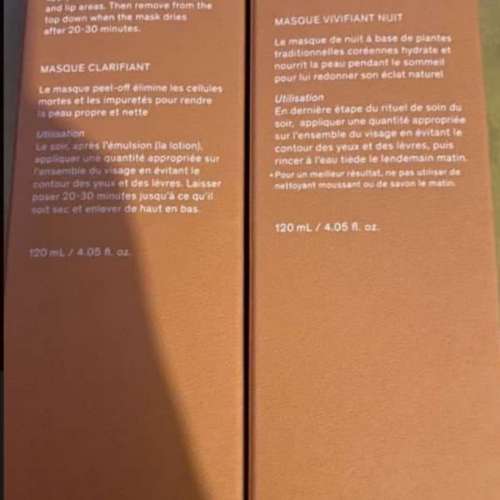 and lip areas. Then remove from the
top down when the mask dries
after 20-30 minutes.
MASQUE CLARIFIANT
Le masque peel-off élimine les cellules
mortes et les impuretés pour rendre
la peau propre et nette
Utilisation
Le soir, après l'émulsion (la lotion),
appliquer une quantité appropriée sur
l'ensemble du visage en évitant le
contour des yeux et des lèvres. Laisser
poser 20-30 minutes jusqu'à ce qu'il
soit sec et enlever de haut en bas.
120 mL / 4.05 fl. oz.
MASQUE VIVIFIANT NUIT
Le masque de nuit à base de plantes
traditionnelles coréennes hydrate et
nourrit la peau pendant le sommeil
pour lui redonner son éclat naturel
Utilisation
En dernière étape du rituel de soin du
soir, appliquer une quantité appropriée
sur l'ensemble du visage en évitant le
contour des yeux et des lèvres, puis
rincer à l'eau tiède le lendemain matin.
*Pour un meilleur résultat, ne pas utiliser de
nettoyant moussant ou de savon le matin.
120 mL / 4.05 fl. oz.